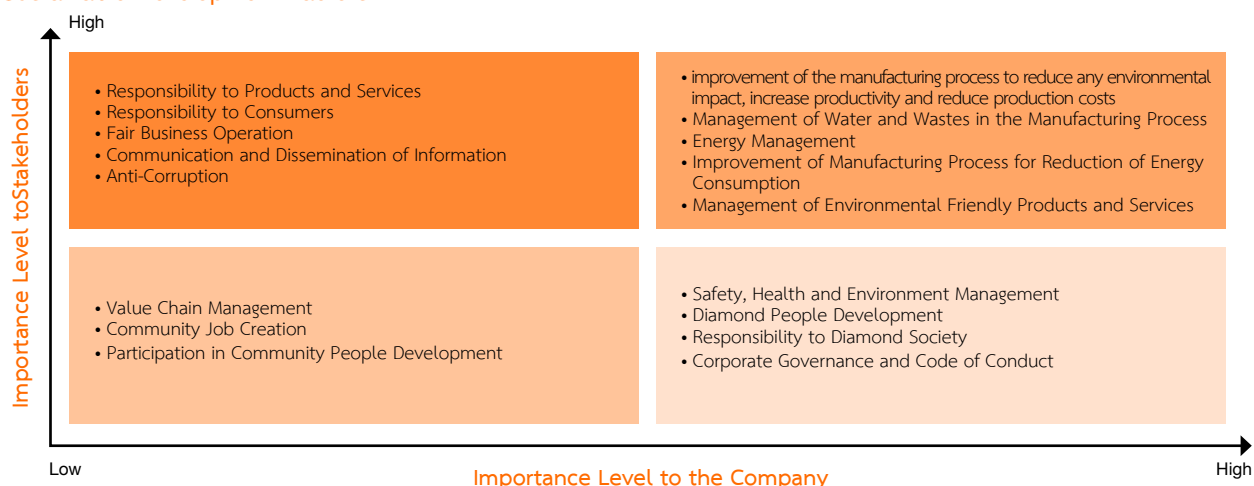 High
Importance Level toStakeholders
• Responsibility to Products and Services
• Responsibility to Consumers
• Fair Business Operation
• Communication and Dissemination of Information
• Anti-Corruption
• improvement of the manufacturing process to reduce any environmental
impact, increase productivity and reduce production costs
• Management of Water and Wastes in the Manufacturing Process
• Energy Management
• Improvement of Manufacturing Process for Reduction of Energy
Consumption
• Management of Environmental Friendly Products and Services
• Value Chain Management
• Community Job Creation
• Participation in Community People Development
• Safety, Health and Environment Management
• Diamond People Development
• Responsibility to Diamond Society
• Corporate Governance and Code of Conduct
Low
Importance Level to the Company
High